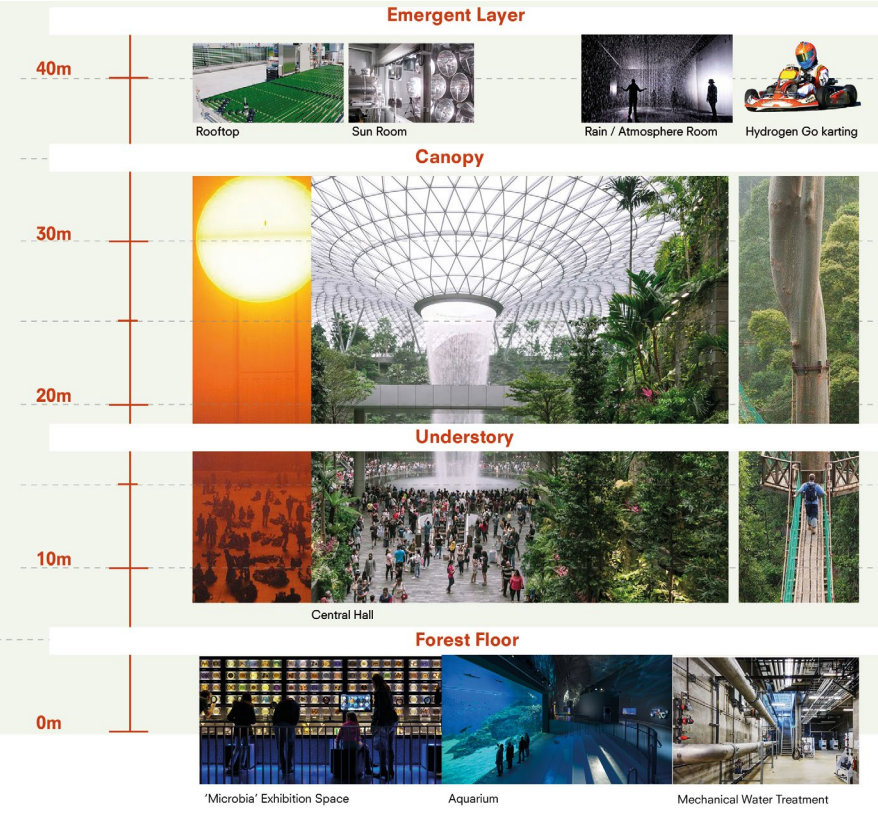 Emergent Layer
40m
Rooftop
Sun Room
Rain / Atmosphere Room
Hydrogen Go karting
Canopy
30m
20m
Understory
10m
Central Hall
Forest Floor
0m
‘Microbia’ Exhibition Space
Aquarium
Mechanical Water Treatment